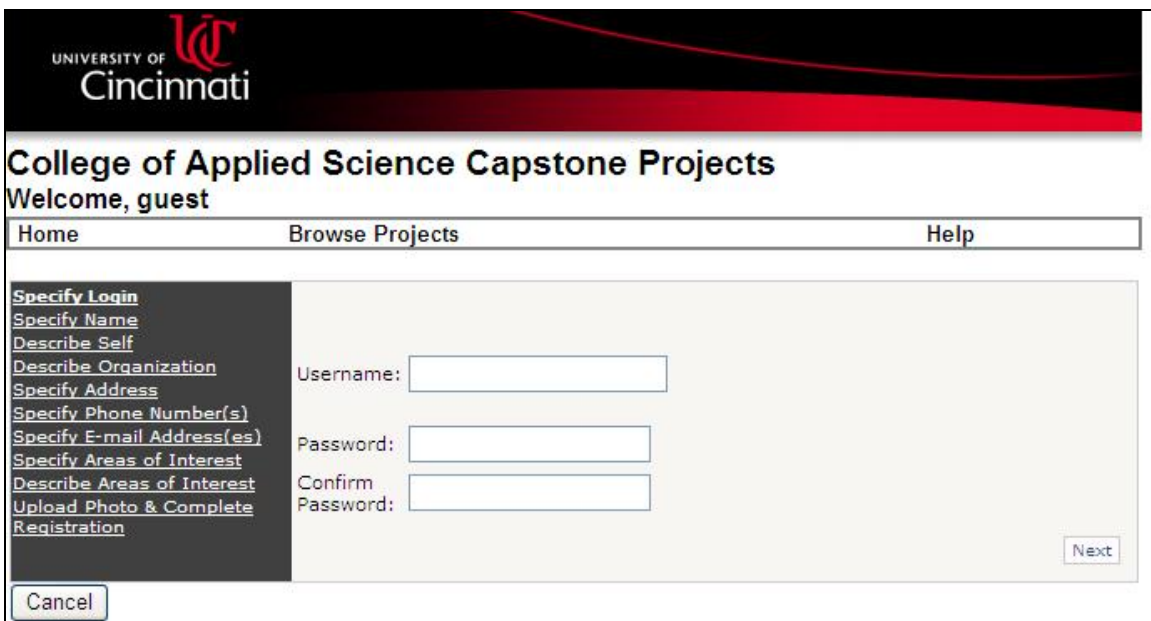 UNIVERSITY OF
UC
Cincinnati
College of Applied Science Capstone Projects
Welcome, guest
Home Browse Projects Help
Specify Login
Specify Name
Describe Self
Describe Organization
Specify Address
Specify Phone Number(s)
Specify E-mail Address(es)
Specify Areas of Interest
Describe Areas of Interest
Upload Photo & Complete
Registration
Username:
Password:
Confirm
Password:
Next
Cancel